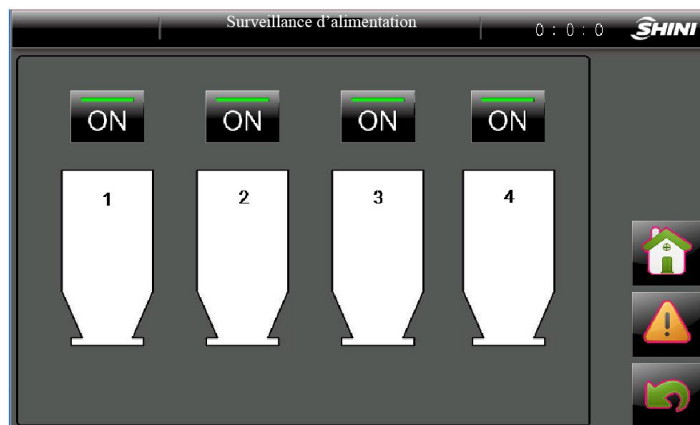 Surveillance d’alimentation
0 : 0 : 0
SHINI
ON ON ON ON
1 2 3 4